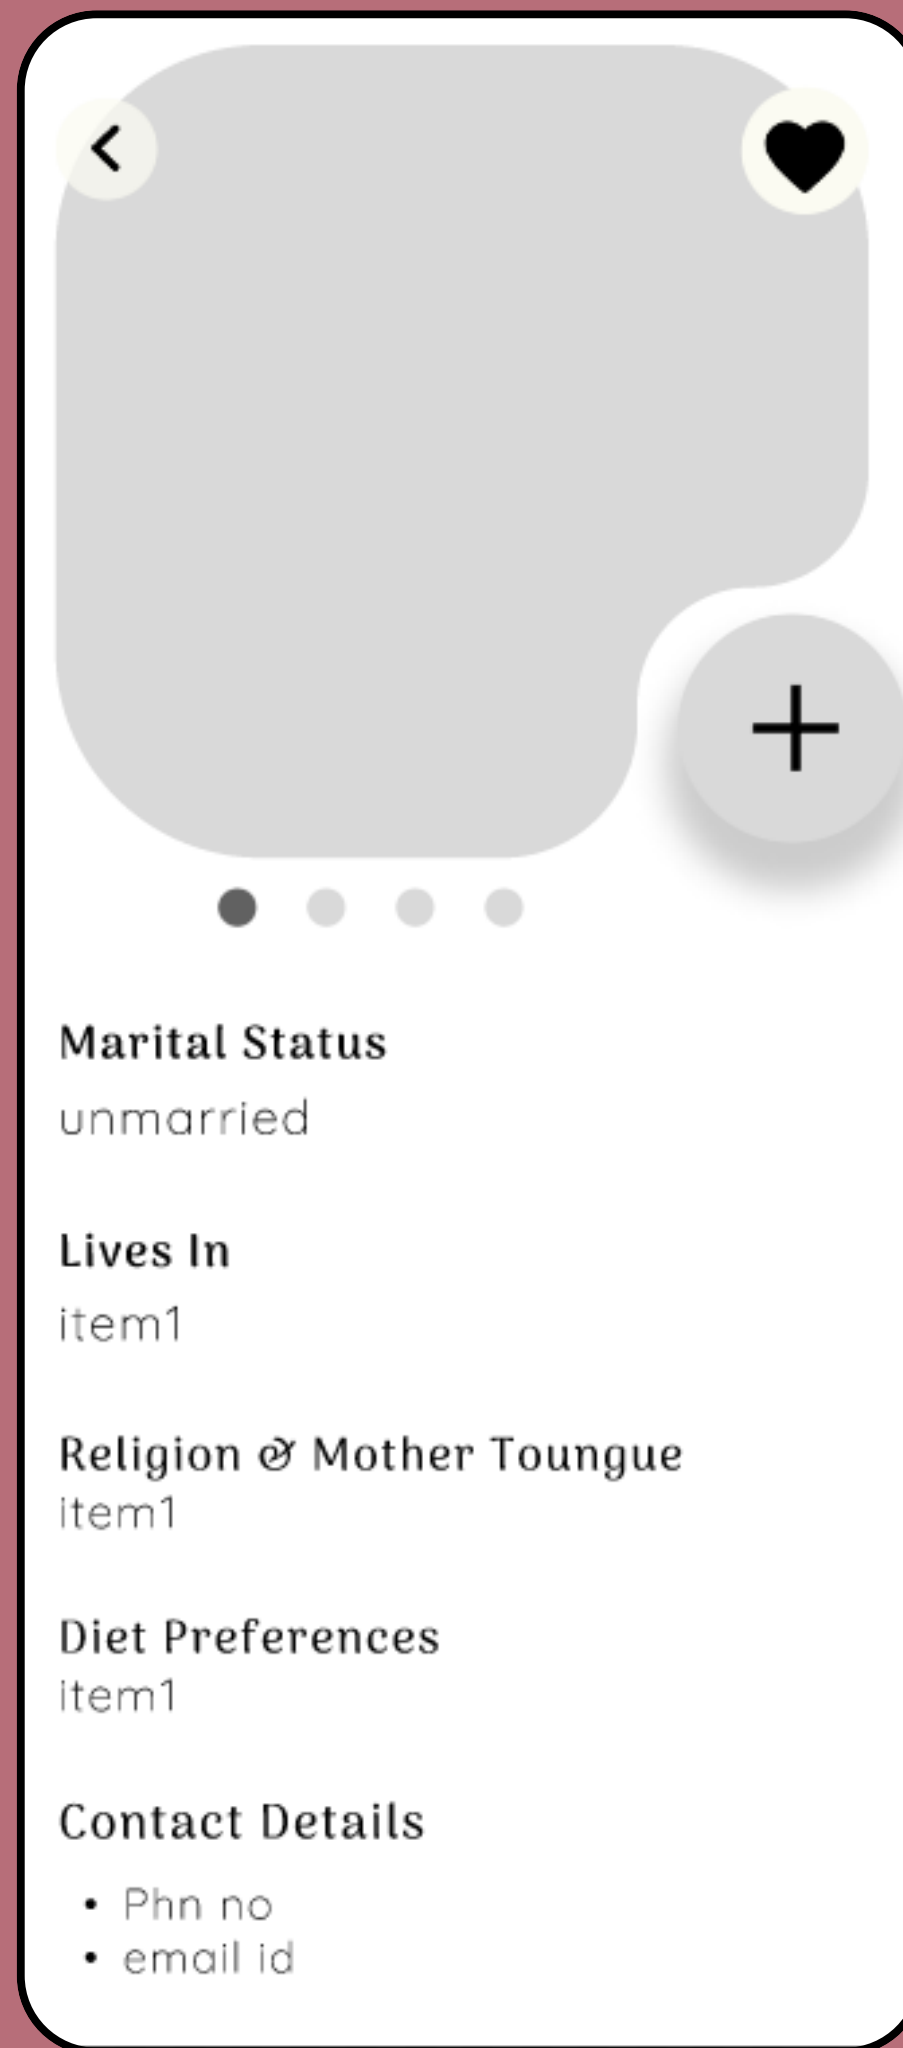 Marital Status
unmarried
Lives In
item1
Religion & Mother Toungue
item1
Diet Preferences
item1
Contact Details
• Phn no
• email id